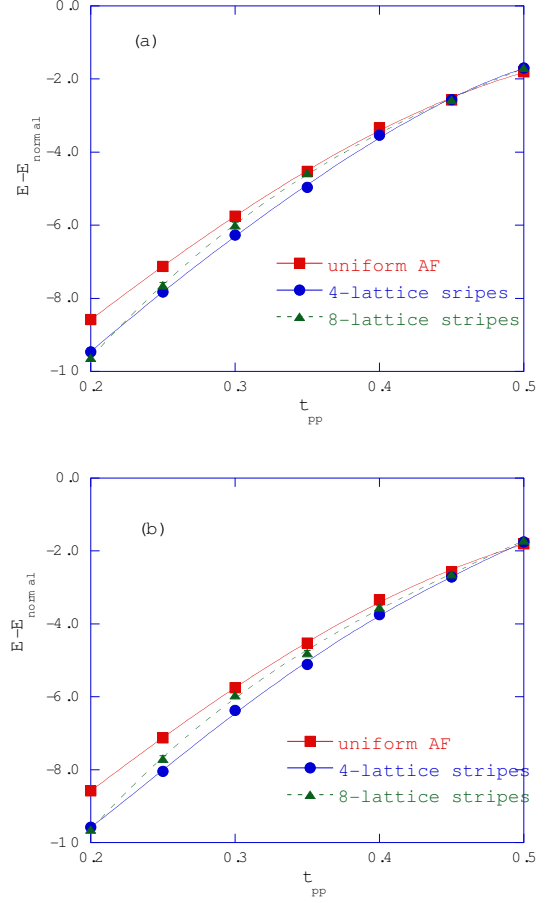 0.0
(a)
-2.0
-4.0
E-E normal
-6.0
uniform AF
4-lattice sripes
-8.0
8-lattice stripes
-10
0.2
0.3
0.4
0.5
t pp
0.0
(b)
-2.0
-4.0
E-E normal
-6.0
uniform AF
4-lattice stripes
-8.0
8-lattice stripes
-10
0.2
0.3
0.4
0.5
t pp